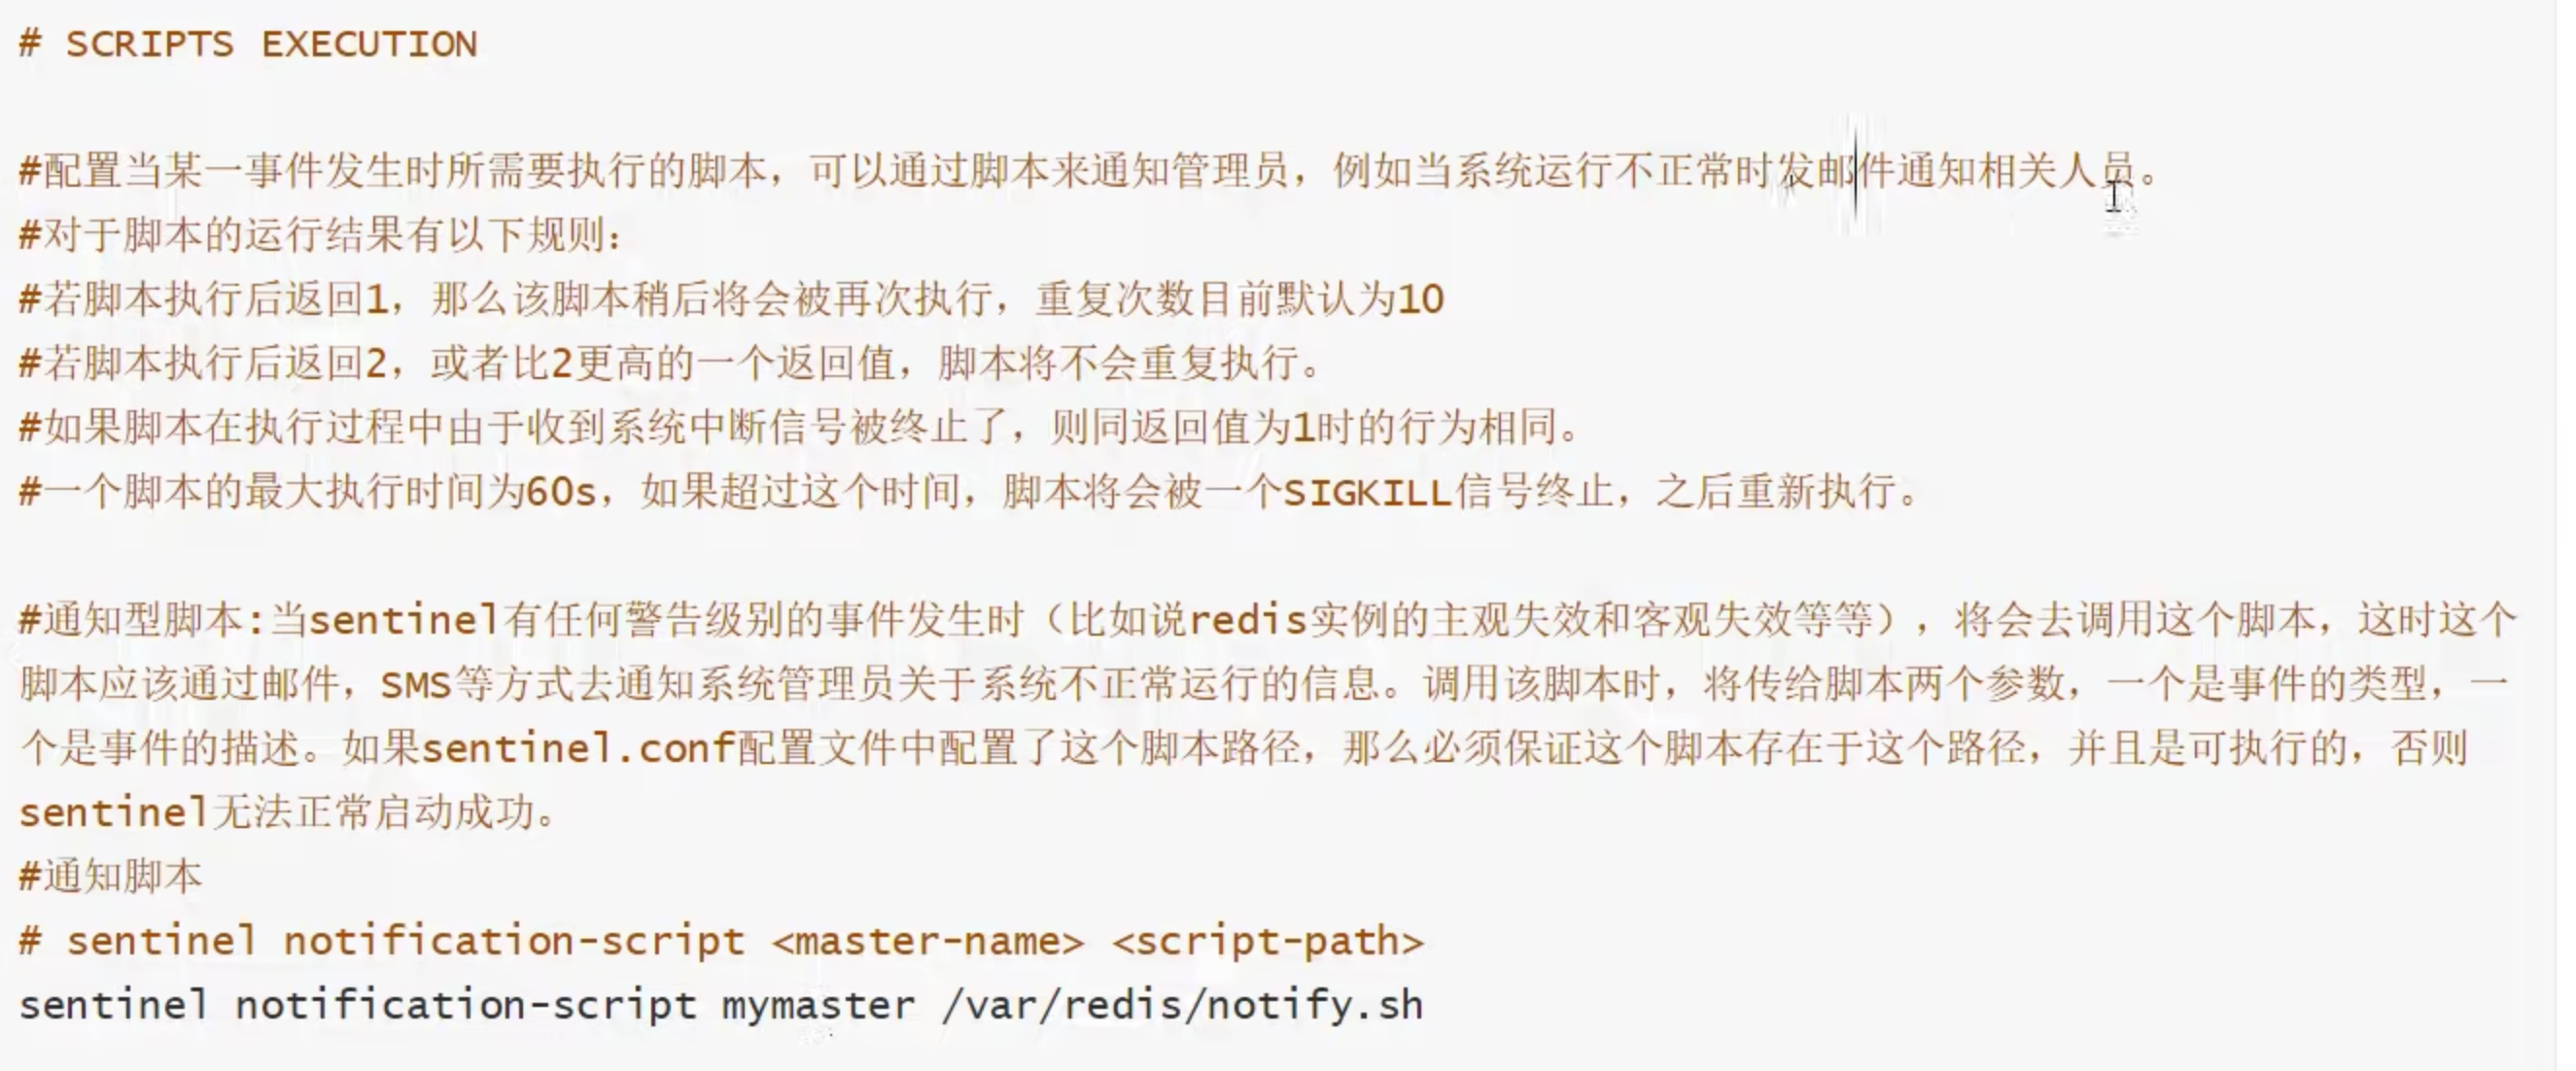 # SCRIPTS EXECUTION
#配置当某一事件发生时所需要执行的脚本，可以通过脚本来通知管理员，例如当系统运行不正常时发邮件通知相关人员。
#对于脚本的运行结果有以下规则：
#若脚本执行后返回1，那么该脚本稍后将会被再次执行，重复次数目前默认为10
#若脚本执行后返回2，或者比2更高的一个返回值，脚本将不会重复执行。
#如果脚本在执行过程中由于收到系统中断信号被终止了，则同返回值为1时的行为相同。
#一个脚本的最大执行时间为60s，如果超过这个时间，脚本将会被一个SIGKILL信号终止，之后重新执行。
#通知型脚本:当sentinel有任何警告级别的事件发生时（比如说redis实例的主观失效和客观失效等等），将会去调用这个脚本，这时这个
脚本应该通过邮件，SMS等方式去通知系统管理员关于系统不正常运行的信息。调用该脚本时，将传给脚本两个参数，一个是事件的类型，一
个是事件的描述。如果sentinel.conf配置文件中配置了这个脚本路径，那么必须保证这个脚本存在于这个路径，并且是可执行的，否则
sentinel无法正常启动成功。
#通知脚本
# sentinel notification-script <master-name> <script-path>
sentinel notification-script mymaster /var/redis/notify.sh